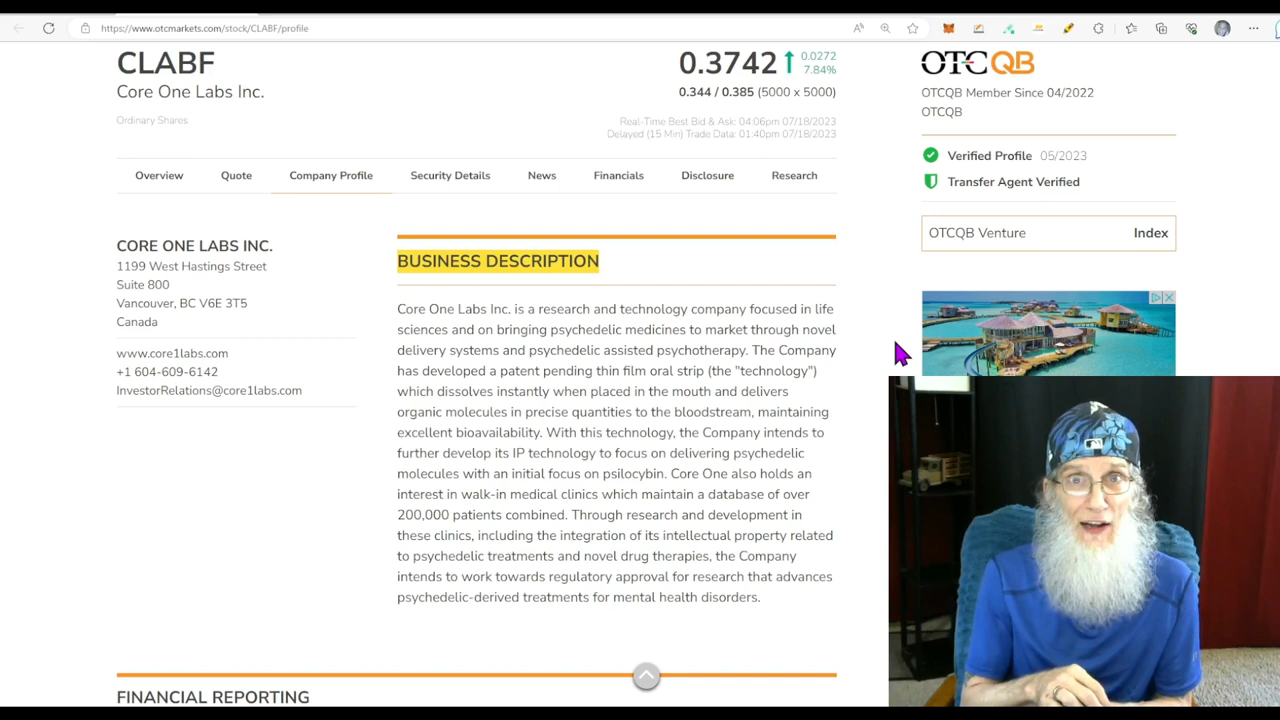 https://www.otcmarkets.com/stock/CLABF/profile
CLABF
Core One Labs Inc.
Ordinary Shares
0.3742
0.0272
7.84%
0.344 / 0.385 (5000 x 5000)
Real-Time Best Bid & Ask: 04:06pm 07/18/2023
Delayed (15 Min) Trade Data: 01:40pm 07/18/2023
OTCQB
OTCQB Member Since 04/2022
OTCQB
Verified Profile 05/2023
Transfer Agent Verified
OTCQB Venture Index
Overview Quote Company Profile Security Details News Financials Disclosure Research
CORE ONE LABS INC.
1199 West Hastings Street
Suite 800
Vancouver, BC V6E 3T5
Canada
www.core1labs.com
+1 604-609-6142
InvestorRelations@core1labs.com
BUSINESS DESCRIPTION
Core One Labs Inc. is a research and technology company focused in life
sciences and on bringing psychedelic medicines to market through novel
delivery systems and psychedelic assisted psychotherapy. The Company
has developed a patent pending thin film oral strip (the "technology")
which dissolves instantly when placed in the mouth and delivers
organic molecules in precise quantities to the bloodstream, maintaining
excellent bioavailability. With this technology, the Company intends to
further develop its IP technology to focus on delivering psychedelic
molecules with an initial focus on psilocybin. Core One also holds an
interest in walk-in medical clinics which maintain a database of over
200,000 patients combined. Through research and development in
these clinics, including the integration of its intellectual property related
to psychedelic treatments and novel drug therapies, the Company
intends to work towards regulatory approval for research that advances
psychedelic-derived treatments for mental health disorders.
FINANCIAL REPORTING